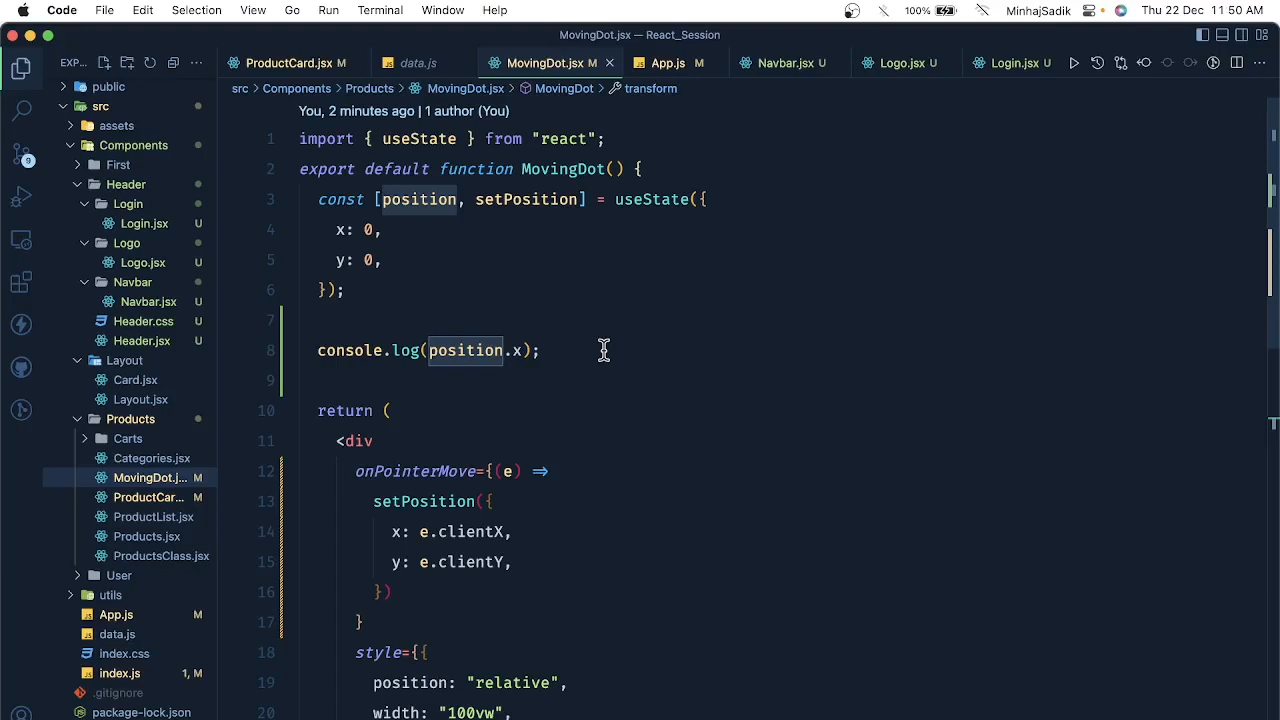 Code File Edit Selection View Go Run Terminal Window Help 100% MinhajSadik Thu 22 Dec 11:50 AM
MovingDot.jsx — React_Session
EXP... ProductCard.jsx M data.js MovingDot.jsx M App.js M Navbar.jsx U Logo.jsx U Login.jsx U
src > Components > Products > MovingDot.jsx > MovingDot > transform
public
src
assets
Components
First
Header
Login
Login.jsx U
Logo
Logo.jsx U
Navbar
Navbar.jsx U
Header.css U
Header.jsx U
Layout
Card.jsx
Layout.jsx
Products
Carts
Categories.jsx
MovingDot.j... M
ProductCar... M
ProductList.jsx
Products.jsx
ProductsClass.jsx
User
utils
App.js M
data.js
index.css
index.js 1, M
.gitignore
package-lock.json
9
You, 2 minutes ago | 1 author (You)
1 import { useState } from "react";
2 export default function MovingDot() {
3 const [position, setPosition] = useState({
4 x: 0,
5 y: 0,
6 });
7
8 console.log(position.x);
9
10 return (
11 <div
12 onPointerMove={(e) =>
13 setPosition({
14 x: e.clientX,
15 y: e.clientY,
16 })
17 }
18 style={{
19 position: "relative",
20 width: "100vw",